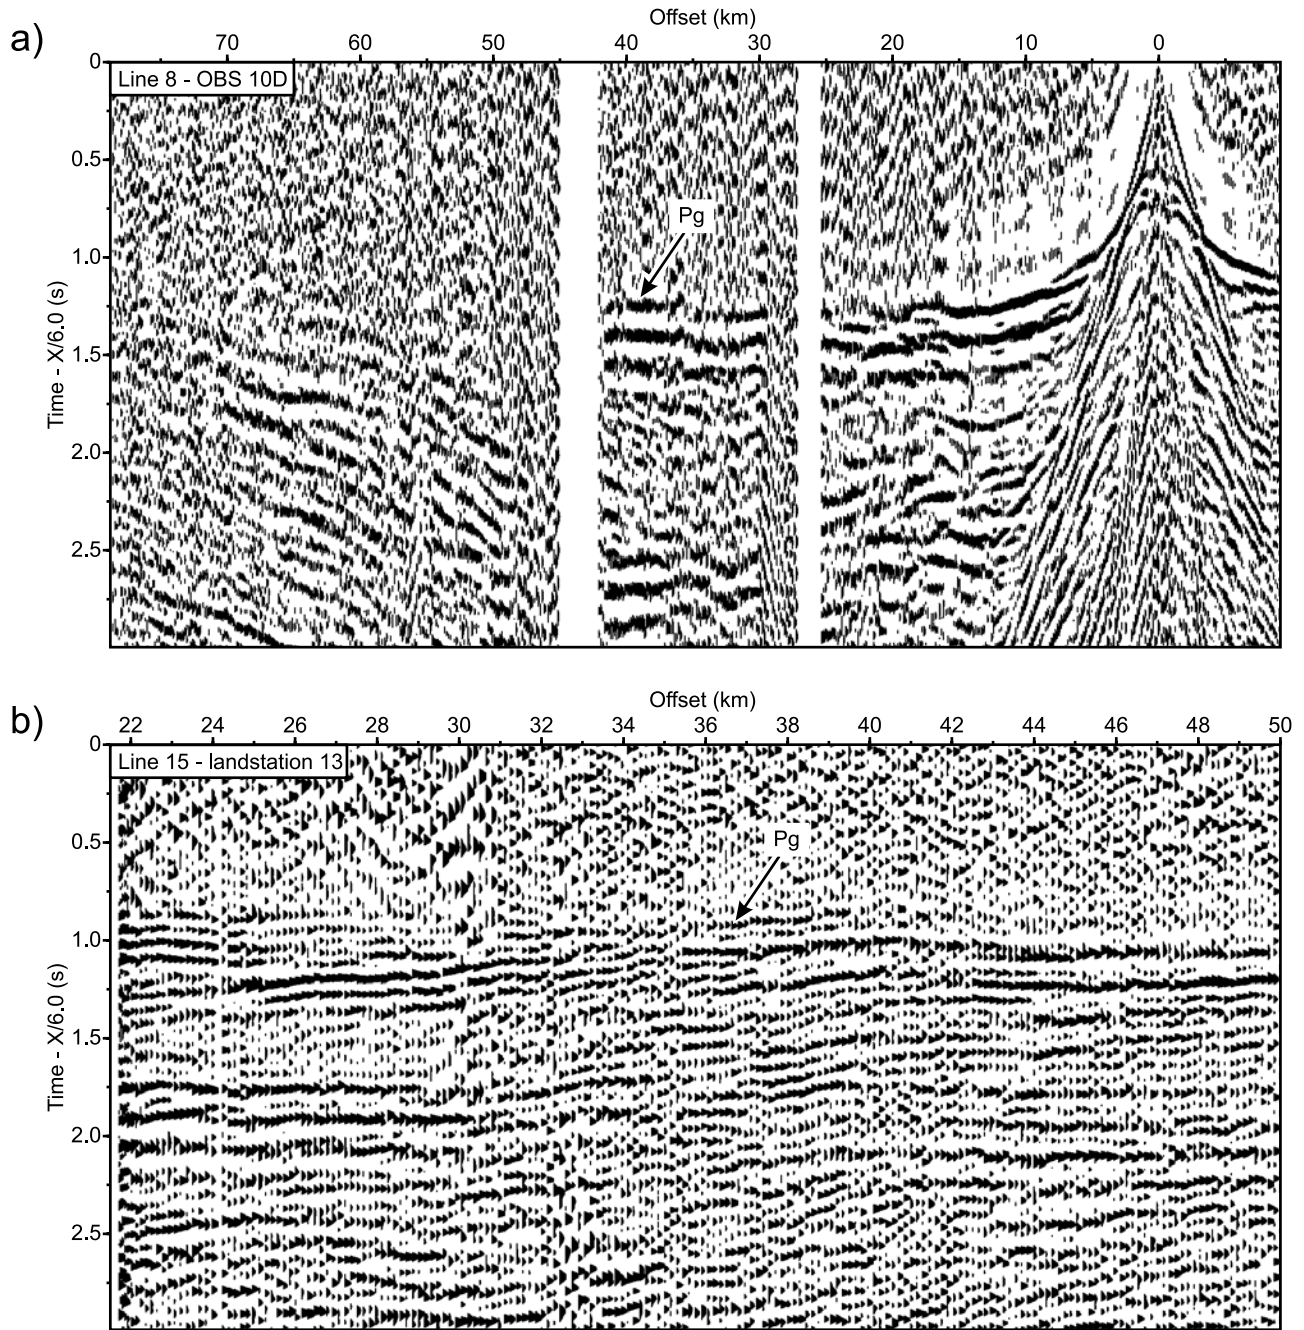 a)
Offset (km)
70 60 50 40 30 20 10 0
Line 8 - OBS 10D
0
0.5
1.0
1.5
2.0
2.5
Time - X/6.0 (s)
Pg
b)
Offset (km)
22 24 26 28 30 32 34 36 38 40 42 44 46 48 50
Line 15 - landstation 13
0
0.5
1.0
1.5
2.0
2.5
Time - X/6.0 (s)
Pg